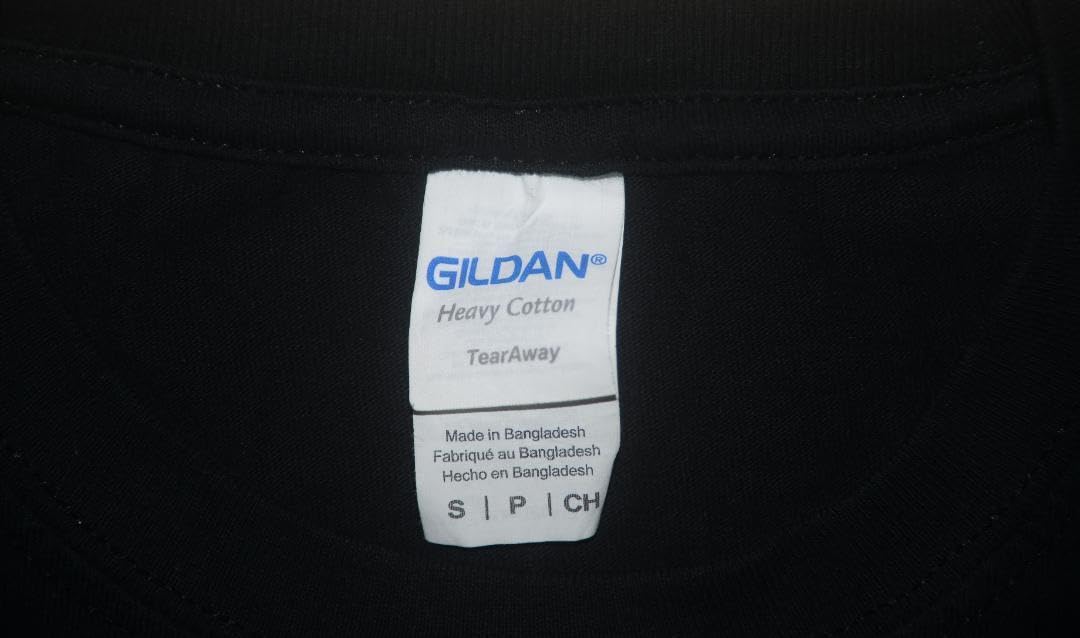 GILDAN®
Heavy Cotton
TearAway
Made in Bangladesh
Fabriqué au Bangladesh
Hecho en Bangladesh
S | P | CH